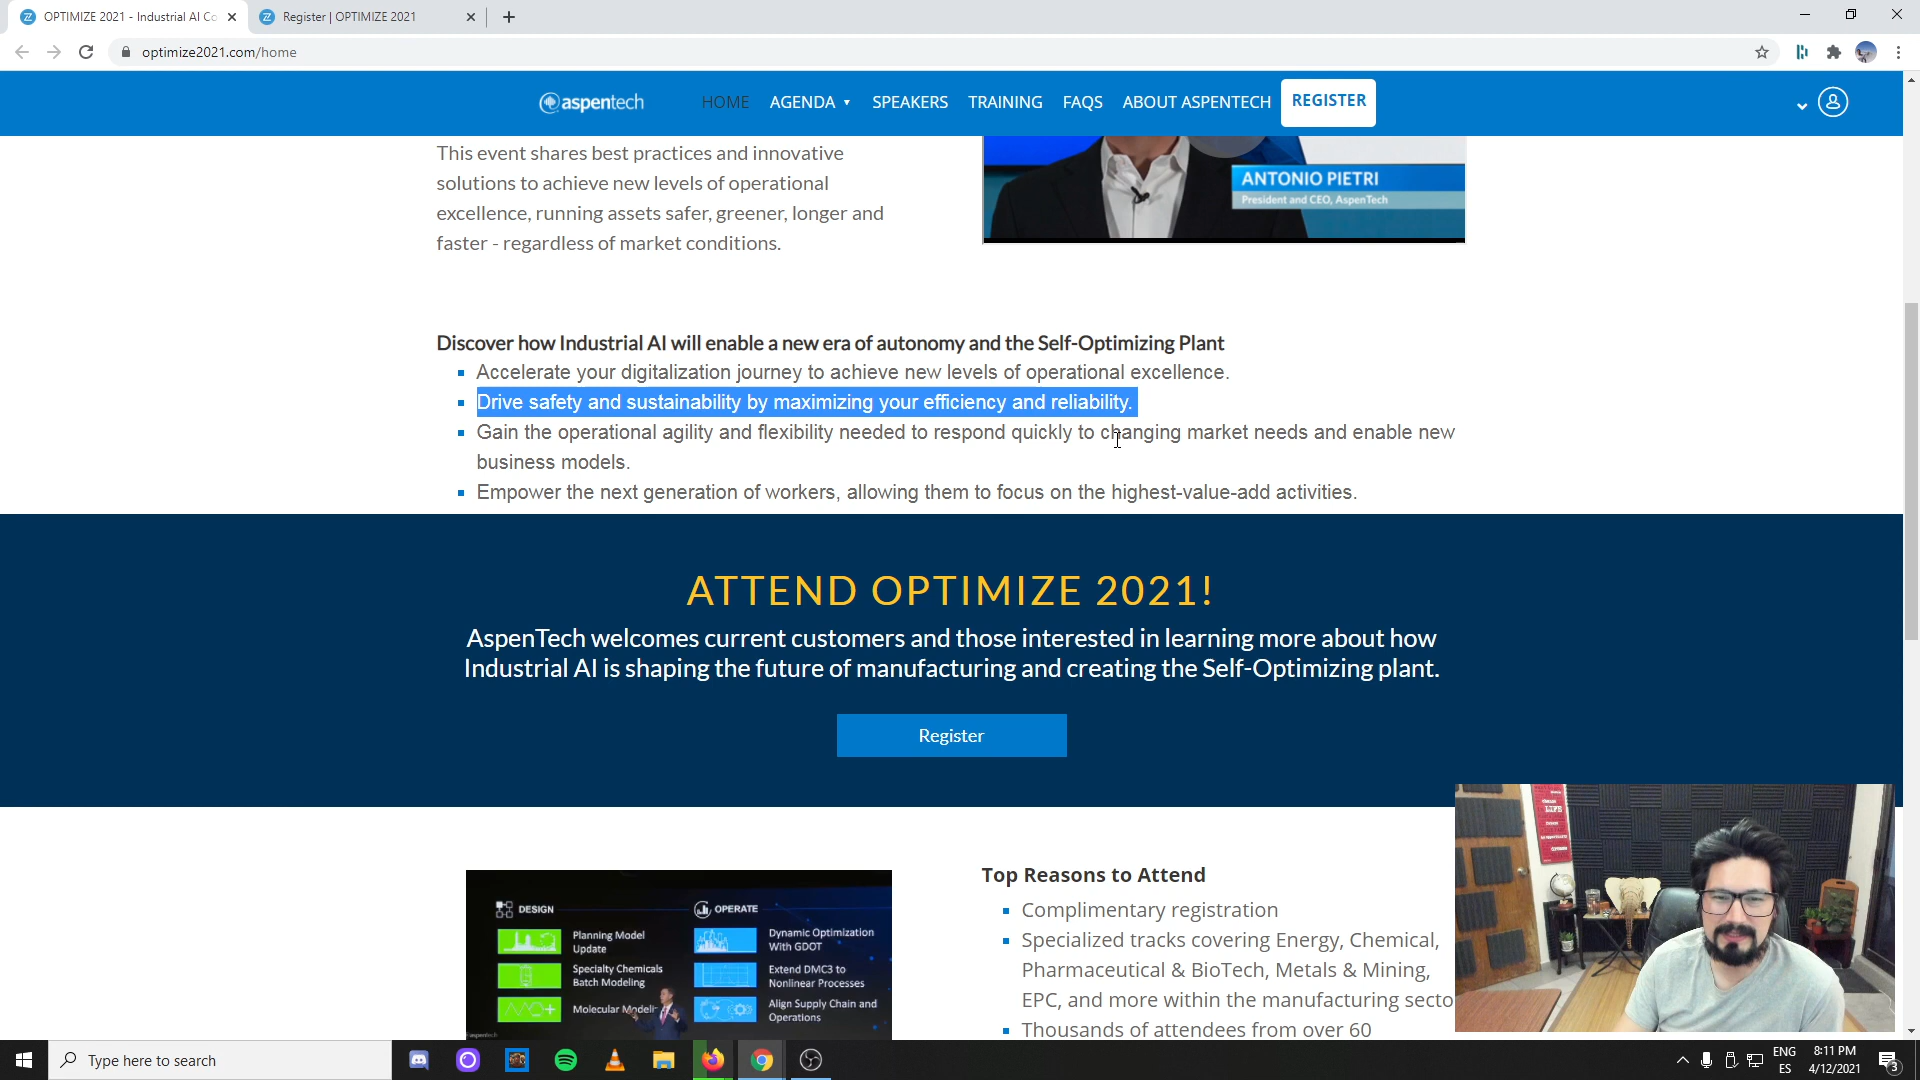 OPTIMIZE 2021 - Industrial AI Co
Register | OPTIMIZE 2021
optimize2021.com/home
aspentech
HOME
AGENDA
SPEAKERS
TRAINING
FAQS
ABOUT ASPENTECH
REGISTER
This event shares best practices and innovative
solutions to achieve new levels of operational
excellence, running assets safer, greener, longer and
faster - regardless of market conditions.
ANTONIO PIETRI
President and CEO, AspenTech
Discover how Industrial AI will enable a new era of autonomy and the Self-Optimizing Plant
Accelerate your digitalization journey to achieve new levels of operational excellence.
Drive safety and sustainability by maximizing your efficiency and reliability.
Gain the operational agility and flexibility needed to respond quickly to changing market needs and enable new
business models.
Empower the next generation of workers, allowing them to focus on the highest-value-add activities.
ATTEND OPTIMIZE 2021!
AspenTech welcomes current customers and those interested in learning more about how
Industrial AI is shaping the future of manufacturing and creating the Self-Optimizing plant.
Register
DESIGN
Planning Model
Update
Specialty Chemicals
Batch Modeling
Molecular Modeli
OPERATE
Dynamic Optimization
With GDOT
Extend DMC3 to
Nonlinear Processes
Align Supply Chain and
Operations
aspentech
Top Reasons to Attend
Complimentary registration
Specialized tracks covering Energy, Chemical,
Pharmaceutical & BioTech, Metals & Mining,
EPC, and more within the manufacturing secto
Thousands of attendees from over 60
LIFE
Type here to search
ENG
ES
8:11 PM
4/12/2021
3